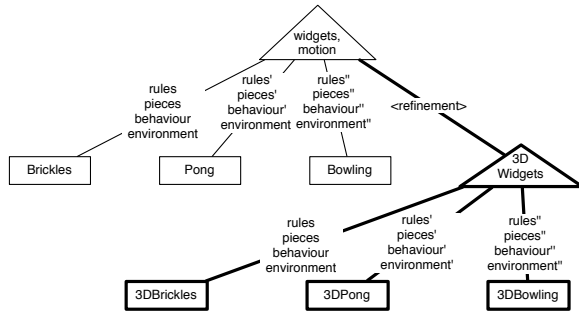 widgets,
motion
rules
pieces
behaviour
environment
rules'
pieces'
behaviour'
environment'
rules"
pieces"
behaviour"
environment"
<refinement>
Brickles
Pong
Bowling
3D
Widgets
rules
pieces
behaviour
environment
rules'
pieces'
behaviour'
environment'
rules"
pieces"
behaviour"
environment"
3DBrickles
3DPong
3DBowling